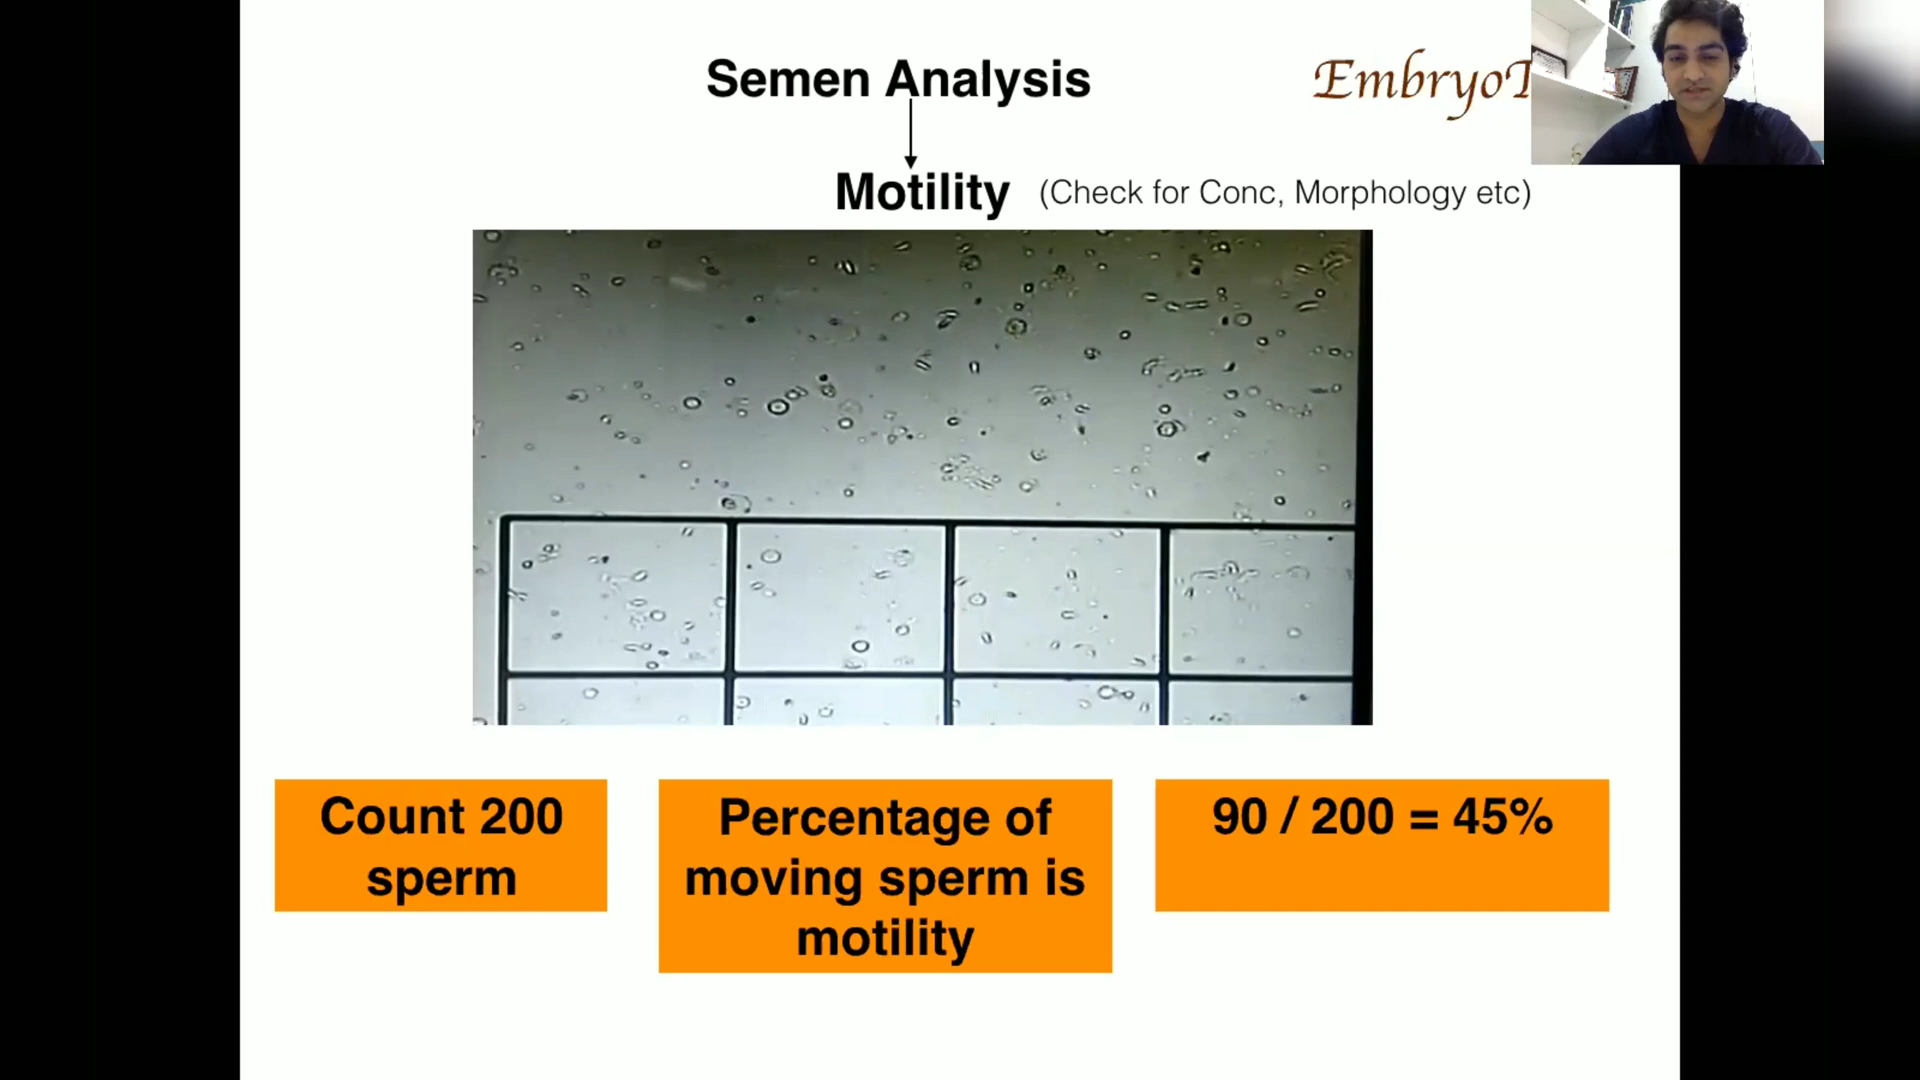 Semen Analysis
EmbryoT
Motility (Check for Conc, Morphology etc)
Count 200
sperm
Percentage of
moving sperm is
motility
90 / 200 = 45%